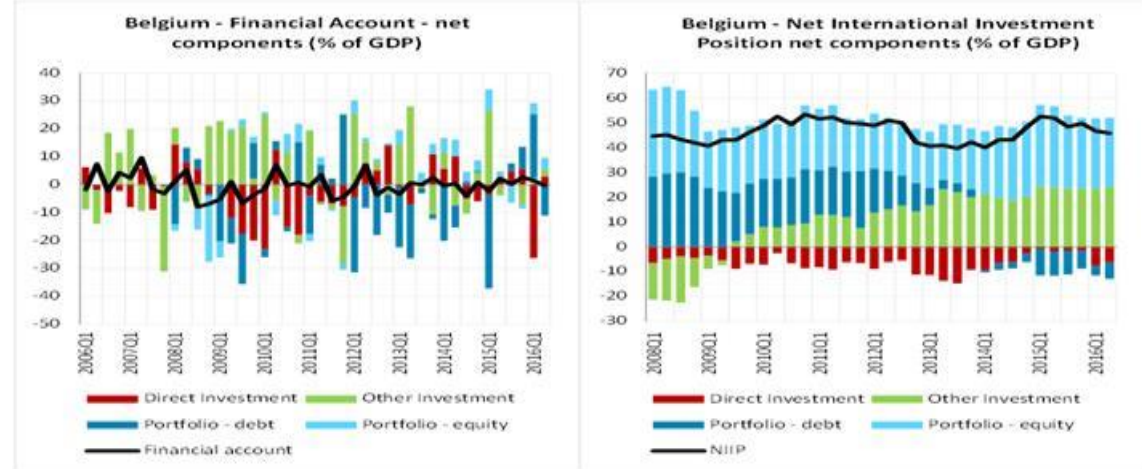 Belgium - Financial Account - net
components (% of GDP)
40
30
20
10
0
-10
-20
-30
-40
-50
2006Q1
2007Q1
2008Q1
2009Q1
2010Q1
2011Q1
2012Q1
2013Q1
2014Q1
2015Q1
2016Q1
Direct Investment
Other Investment
Portfolio - debt
Portfolio - equity
Financial account
Belgium - Net International Investment
Position net components (% of GDP)
70
60
50
40
30
20
10
0
-10
-20
-30
2008Q1
2009Q1
2010Q1
2011Q1
2012Q1
2013Q1
2014Q1
2015Q1
2016Q1
Direct Investment
Other Investment
Portfolio - debt
Portfolio - equity
NIIP